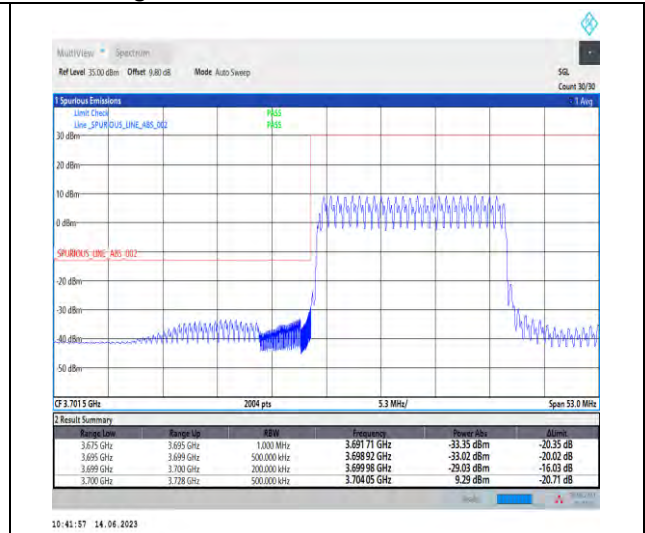 MultiView Spectrum
Ref Level 35.00 dBm Offset 9.80 dB Mode Auto Sweep SGL
Count 30/30
1 Spurious Emissions 1 Avg
Limit Check PASS
Line _SPURIOUS_LINE_ABS_002 PASS
30 dBm
20 dBm
10 dBm
0 dBm
_SPURIOUS_LINE_ABS_002
-20 dBm
-30 dBm
-40 dBm
-50 dBm
CF 3.7015 GHz 2004 pts 5.3 MHz/ Span 53.0 MHz
2 Result Summary
Range Low Range Up RBW Frequency Power Abs ΔLimit
3.675 GHz 3.695 GHz 1.000 MHz 3.691 71 GHz -33.35 dBm -20.35 dB
3.695 GHz 3.699 GHz 500.000 kHz 3.698 92 GHz -33.02 dBm -20.02 dB
3.699 GHz 3.700 GHz 200.000 kHz 3.699 98 GHz -29.03 dBm -16.03 dB
3.700 GHz 3.728 GHz 500.000 kHz 3.704 05 GHz 9.29 dBm -20.71 dB
10:41:57 14.06.2023